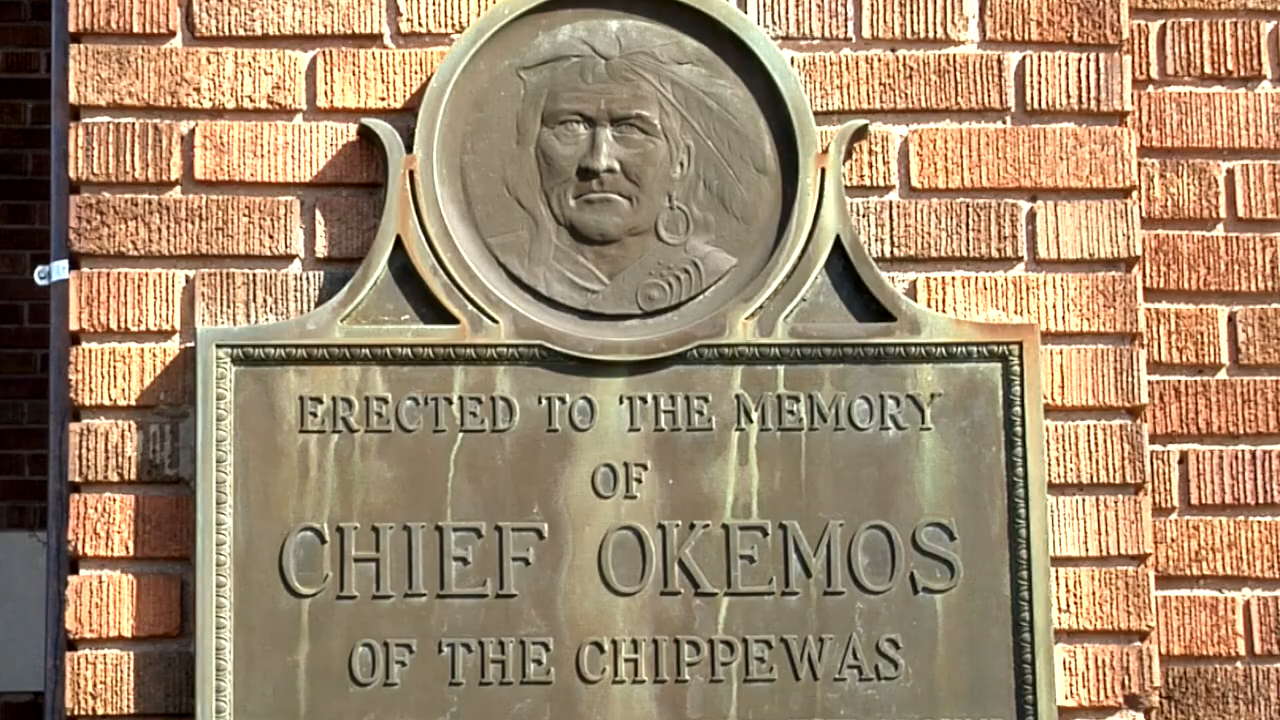 ERECTED TO THE MEMORY
OF
CHIEF OKEMOS
OF THE CHIPPEWAS